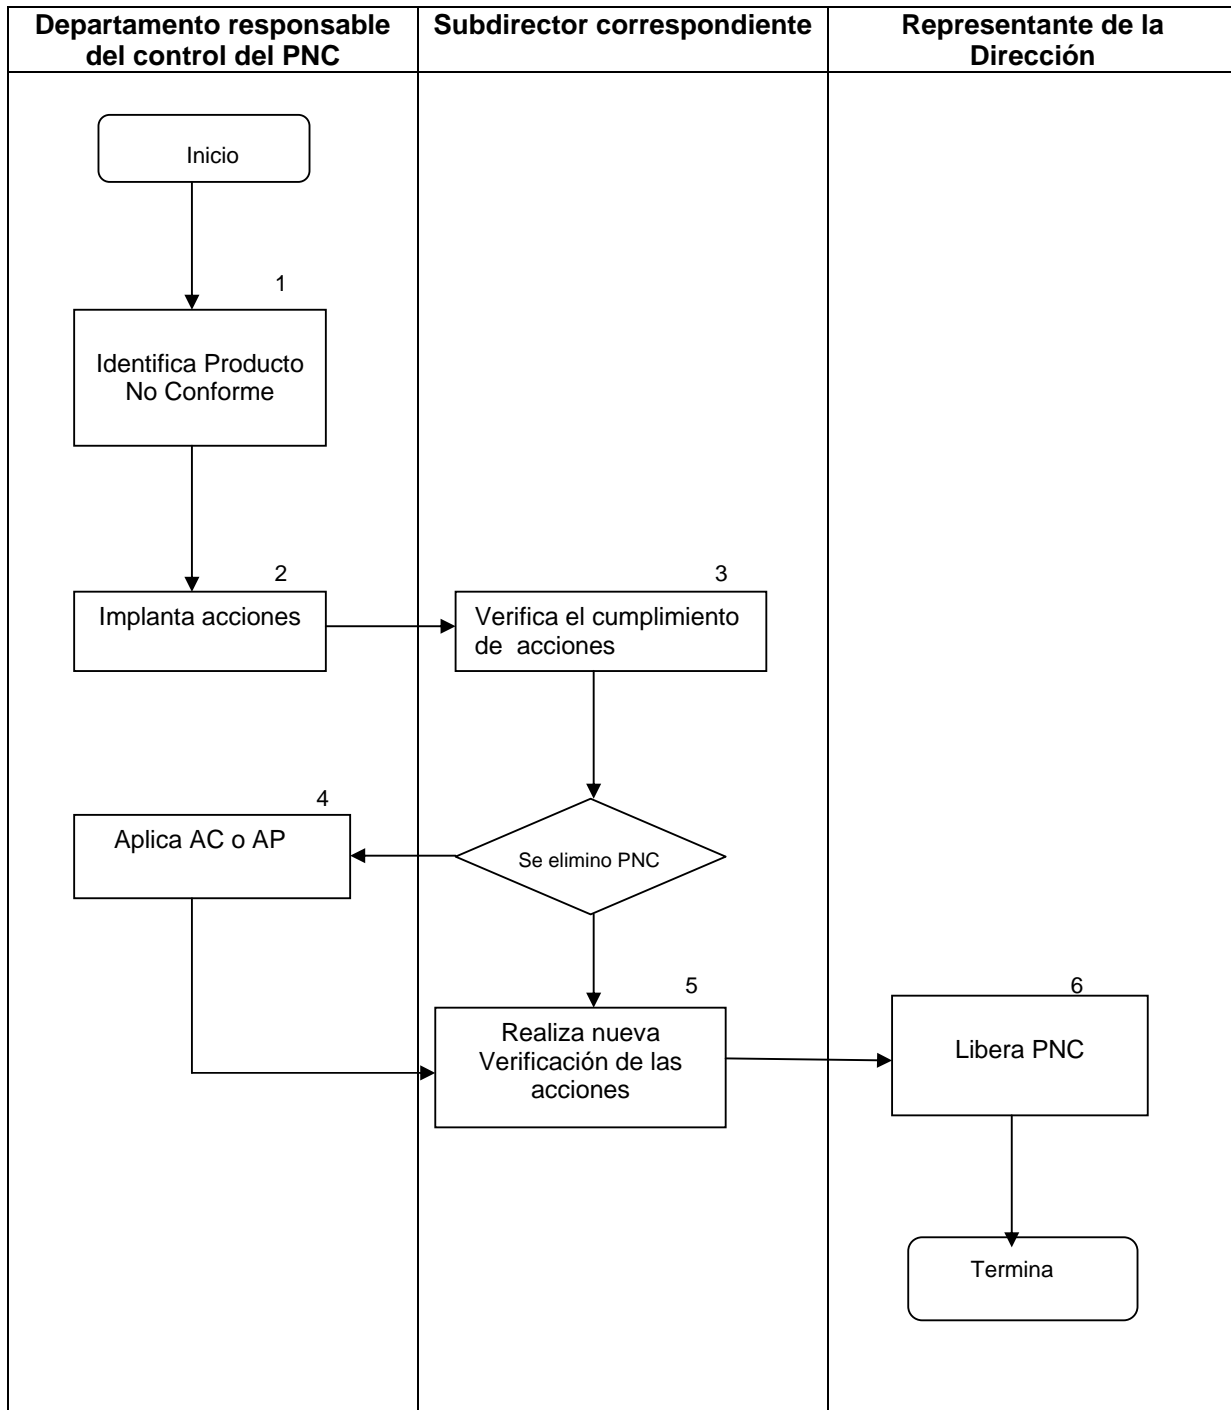 Departamento responsable
del control del PNC
Subdirector correspondiente
Representante de la
Dirección
Inicio
1
Identifica Producto
No Conforme
2
Implanta acciones
3
Verifica el cumplimiento
de acciones
4
Aplica AC o AP
Se elimino PNC
5
Realiza nueva
Verificación de las
acciones
6
Libera PNC
Termina